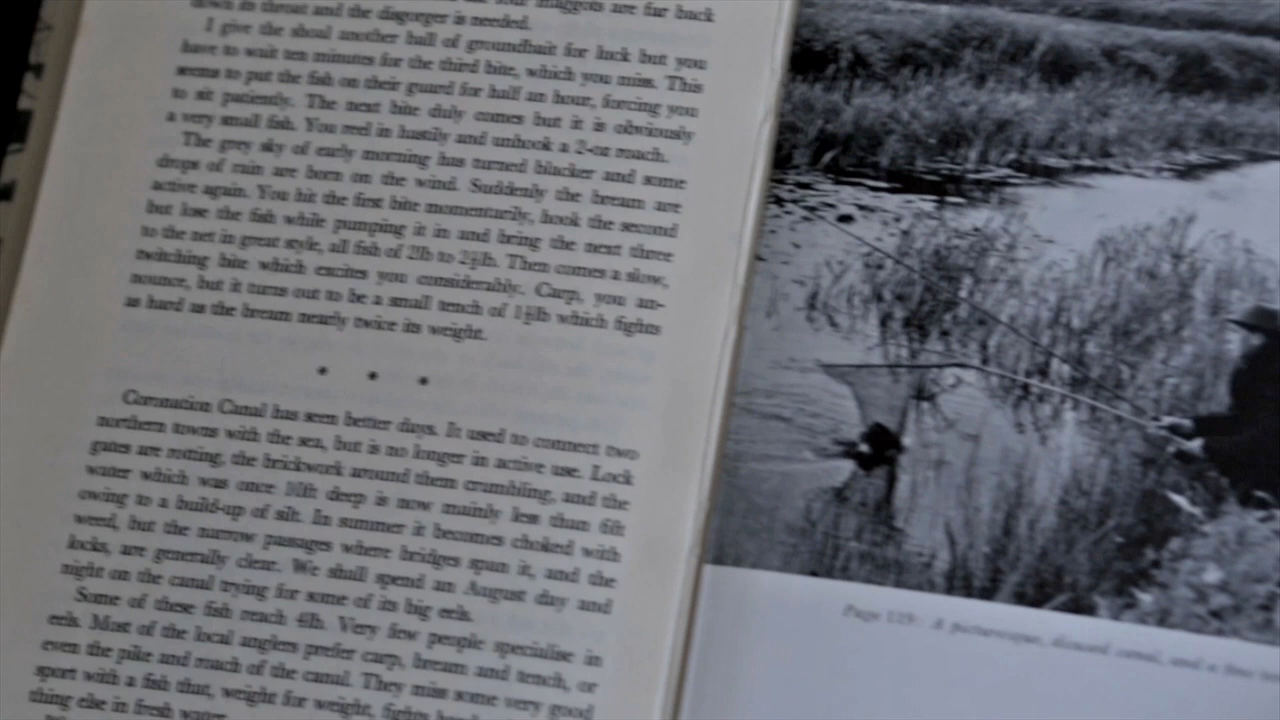 down in throat and the disgorger is needed.
I give the shoal another ball of groundbait for luck but you
have to wait ten minutes for the third bite, which you miss. This
seems to put the fish on their guard for half an hour, forcing you
to sit patiently. The next bite duly comes but it is obviously
a very small fish. You reel in hastily and unhook a 2-oz roach.
The grey sky of early morning has turned blacker and some
drops of rain are born on the wind. Suddenly the bream are
active again. You hit the first bite momentarily, hook the second
but lose the fish while pumping it in and bring the next three
to the net in great style, all fish of 2lb to 2½lb. Then comes a slow,
twitching bite which excites you considerably. Carp, you an-
nounce, but it turns out to be a small tench of 1½lb which fights
as hard as the bream nearly twice its weight.
* * *
Coronation Canal has seen better days. It used to connect two
northern towns with the sea, but is no longer in active use. Lock
gates are rotting, the brickwork around them crumbling, and the
water which was once 10ft deep is now mainly less than 6ft
owing to a build-up of silt. In summer it becomes choked with
weed, but the narrow passages where bridges span it, and the
locks, are generally clear. We shall spend an August day and
night on the canal trying for some of its big eels.
Some of these fish reach 4lb. Very few people specialise in
eels. Most of the local anglers prefer carp, bream and tench, or
even the pike and roach of the canal. They miss some very good
sport with a fish that, weight for weight, fights
thing else in fresh water.
Page 119: A picturesque, disused canal, and a